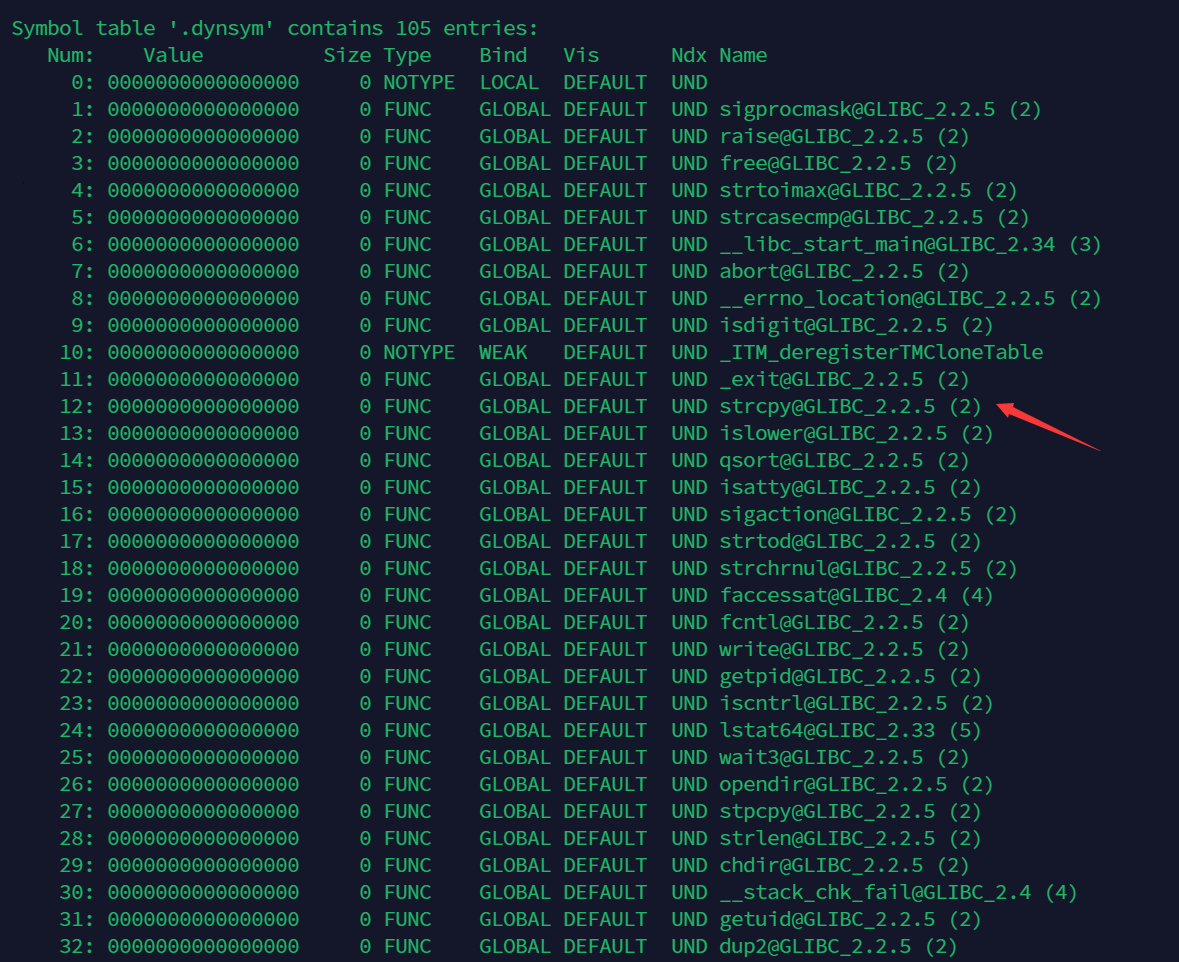 Symbol table '.dynsym' contains 105 entries:
   Num:    Value          Size Type    Bind   Vis      Ndx Name
     0: 0000000000000000     0 NOTYPE  LOCAL  DEFAULT  UND
     1: 0000000000000000     0 FUNC    GLOBAL DEFAULT  UND sigprocmask@GLIBC_2.2.5 (2)
     2: 0000000000000000     0 FUNC    GLOBAL DEFAULT  UND raise@GLIBC_2.2.5 (2)
     3: 0000000000000000     0 FUNC    GLOBAL DEFAULT  UND free@GLIBC_2.2.5 (2)
     4: 0000000000000000     0 FUNC    GLOBAL DEFAULT  UND strtoimax@GLIBC_2.2.5 (2)
     5: 0000000000000000     0 FUNC    GLOBAL DEFAULT  UND strcasecmp@GLIBC_2.2.5 (2)
     6: 0000000000000000     0 FUNC    GLOBAL DEFAULT  UND __libc_start_main@GLIBC_2.34 (3)
     7: 0000000000000000     0 FUNC    GLOBAL DEFAULT  UND abort@GLIBC_2.2.5 (2)
     8: 0000000000000000     0 FUNC    GLOBAL DEFAULT  UND __errno_location@GLIBC_2.2.5 (2)
     9: 0000000000000000     0 FUNC    GLOBAL DEFAULT  UND isdigit@GLIBC_2.2.5 (2)
    10: 0000000000000000     0 NOTYPE  WEAK   DEFAULT  UND _ITM_deregisterTMCloneTable
    11: 0000000000000000     0 FUNC    GLOBAL DEFAULT  UND _exit@GLIBC_2.2.5 (2)
    12: 0000000000000000     0 FUNC    GLOBAL DEFAULT  UND strcpy@GLIBC_2.2.5 (2)
    13: 0000000000000000     0 FUNC    GLOBAL DEFAULT  UND islower@GLIBC_2.2.5 (2)
    14: 0000000000000000     0 FUNC    GLOBAL DEFAULT  UND qsort@GLIBC_2.2.5 (2)
    15: 0000000000000000     0 FUNC    GLOBAL DEFAULT  UND isatty@GLIBC_2.2.5 (2)
    16: 0000000000000000     0 FUNC    GLOBAL DEFAULT  UND sigaction@GLIBC_2.2.5 (2)
    17: 0000000000000000     0 FUNC    GLOBAL DEFAULT  UND strtod@GLIBC_2.2.5 (2)
    18: 0000000000000000     0 FUNC    GLOBAL DEFAULT  UND strchrnul@GLIBC_2.2.5 (2)
    19: 0000000000000000     0 FUNC    GLOBAL DEFAULT  UND faccessat@GLIBC_2.4 (4)
    20: 0000000000000000     0 FUNC    GLOBAL DEFAULT  UND fcntl@GLIBC_2.2.5 (2)
    21: 0000000000000000     0 FUNC    GLOBAL DEFAULT  UND write@GLIBC_2.2.5 (2)
    22: 0000000000000000     0 FUNC    GLOBAL DEFAULT  UND getpid@GLIBC_2.2.5 (2)
    23: 0000000000000000     0 FUNC    GLOBAL DEFAULT  UND iscntrl@GLIBC_2.2.5 (2)
    24: 0000000000000000     0 FUNC    GLOBAL DEFAULT  UND lstat64@GLIBC_2.33 (5)
    25: 0000000000000000     0 FUNC    GLOBAL DEFAULT  UND wait3@GLIBC_2.2.5 (2)
    26: 0000000000000000     0 FUNC    GLOBAL DEFAULT  UND opendir@GLIBC_2.2.5 (2)
    27: 0000000000000000     0 FUNC    GLOBAL DEFAULT  UND stpcpy@GLIBC_2.2.5 (2)
    28: 0000000000000000     0 FUNC    GLOBAL DEFAULT  UND strlen@GLIBC_2.2.5 (2)
    29: 0000000000000000     0 FUNC    GLOBAL DEFAULT  UND chdir@GLIBC_2.2.5 (2)
    30: 0000000000000000     0 FUNC    GLOBAL DEFAULT  UND __stack_chk_fail@GLIBC_2.4 (4)
    31: 0000000000000000     0 FUNC    GLOBAL DEFAULT  UND getuid@GLIBC_2.2.5 (2)
    32: 0000000000000000     0 FUNC    GLOBAL DEFAULT  UND dup2@GLIBC_2.2.5 (2)